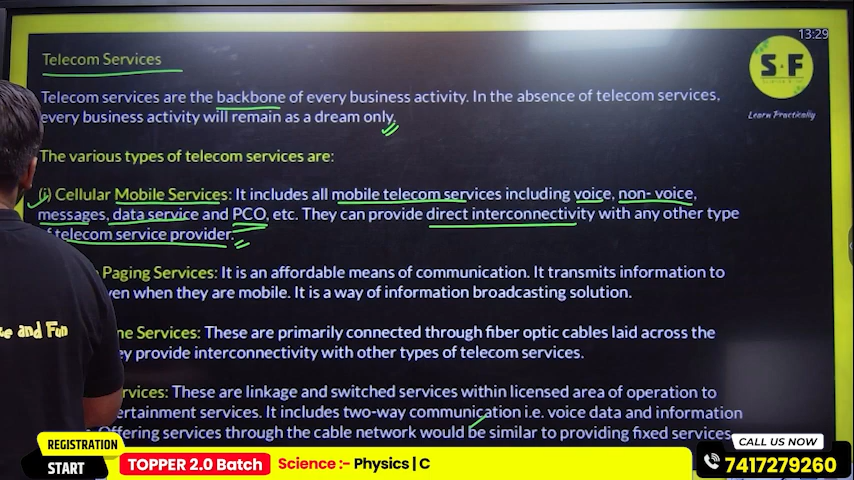 13:29
Telecom Services
S F
Learn Practically
Telecom services are the backbone of every business activity. In the absence of telecom services,
every business activity will remain as a dream only.
The various types of telecom services are:
(i) Cellular Mobile Services: It includes all mobile telecom services including voice, non- voice,
messages, data service and PCO, etc. They can provide direct interconnectivity with any other type
telecom service provider.
Paging Services: It is an affordable means of communication. It transmits information to
when they are mobile. It is a way of information broadcasting solution.
Services: These are primarily connected through fiber optic cables laid across the
provide interconnectivity with other types of telecom services.
These are linkage and switched services within licensed area of operation to
services. It includes two-way communication i.e. voice data and information
Offering services through the cable network would be similar to providing fixed services
and Fun
REGISTRATION
START
TOPPER 2.0 Batch
Science :- Physics | C
CALL US NOW
7417279260